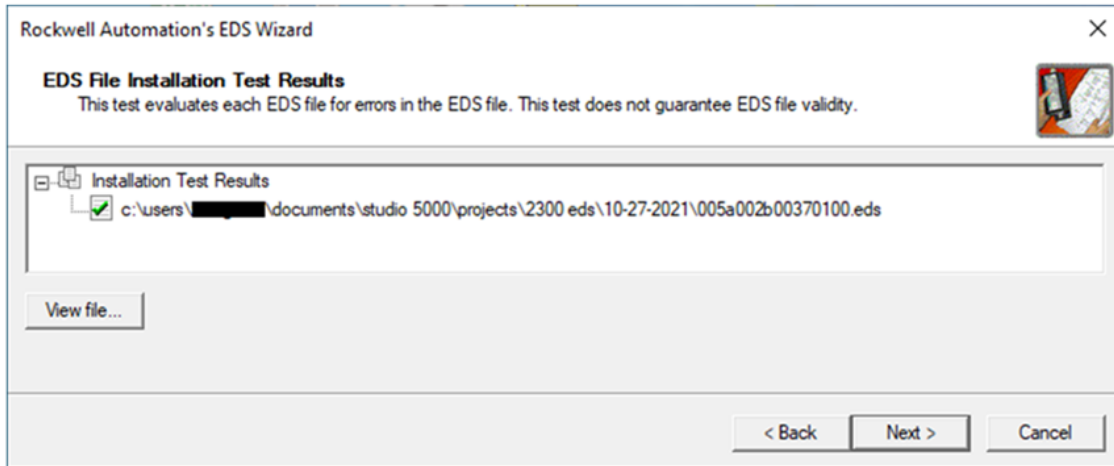 Rockwell Automation's EDS Wizard
EDS File Installation Test Results
This test evaluates each EDS file for errors in the EDS file. This test does not guarantee EDS file validity.
Installation Test Results
c:\users\ \documents\studio 5000\projects\2300 eds\10-27-2021\005a002b00370100.eds
View file...
< Back Next > Cancel